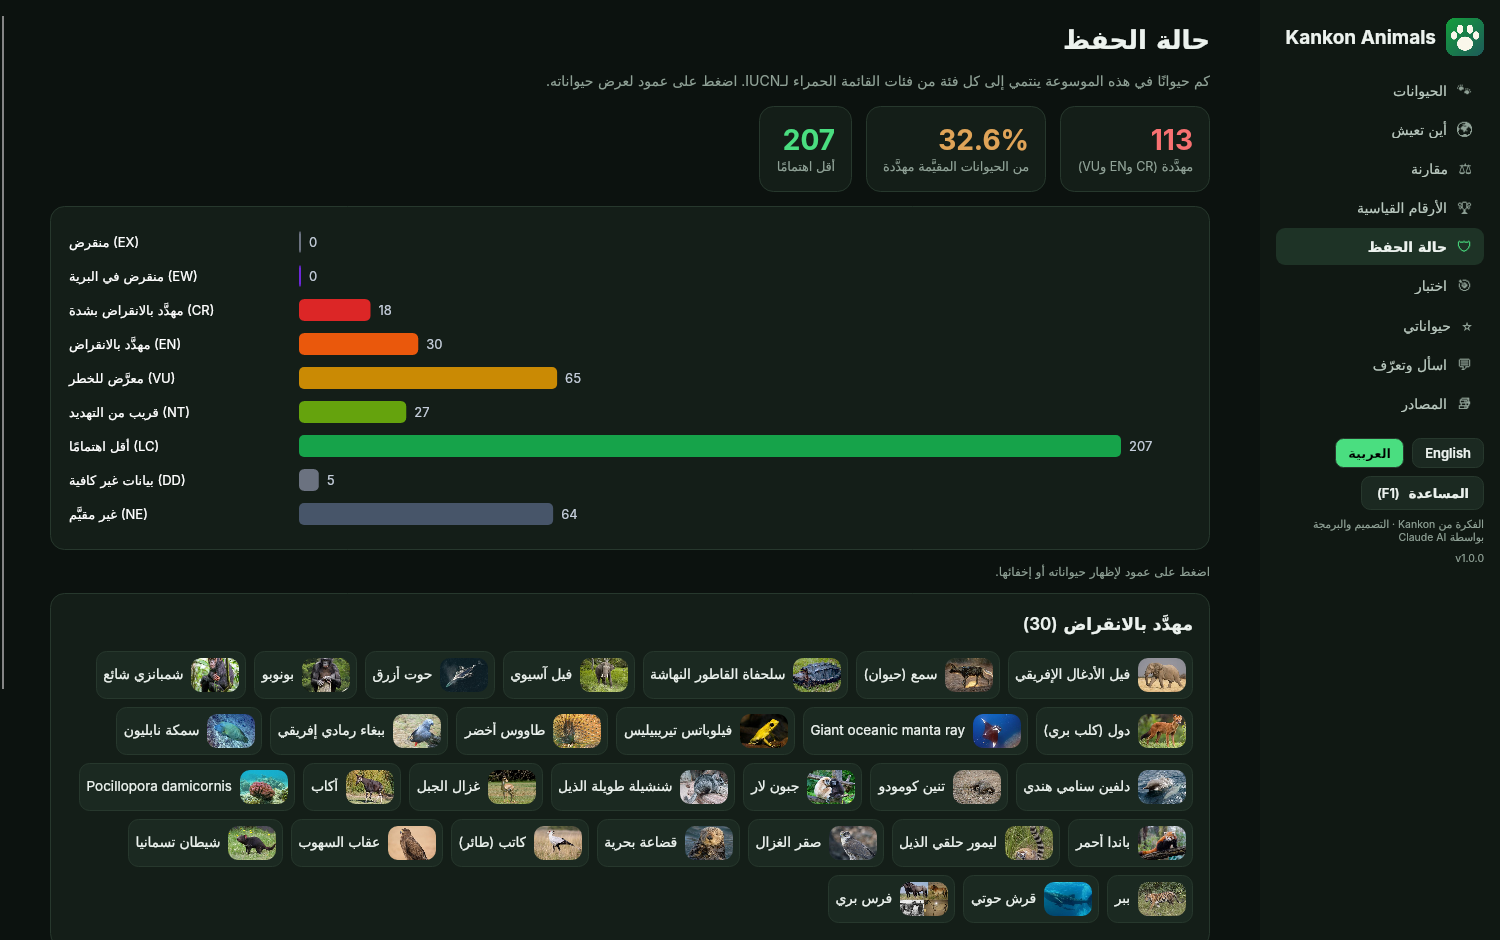 Kankon Animals
الحيوانات
أين تعيش
مقارنة
الأرقام القياسية
حالة الحفظ
اختبار
حيواناتي
اسأل وتعرّف
المصادر
English
العربية
المساعدة (F1)
الفكرة من Kankon · التصميم والبرمجة
بواسطة Claude AI
v1.0.0
حالة الحفظ
كم حيوانًا في هذه الموسوعة ينتمي إلى كل فئة من فئات القائمة الحمراء لـIUCN. اضغط على عمود لعرض حيواناته.
113
مهدَّدة (CR وEN وVU)
32.6%
من الحيوانات المقيَّمة مهدَّدة
207
أقل اهتمامًا
منقرض (EX) 0
منقرض في البرية (EW) 0
مهدَّد بالانقراض بشدة (CR) 18
مهدَّد بالانقراض (EN) 30
معرَّض للخطر (VU) 65
قريب من التهديد (NT) 27
أقل اهتمامًا (LC) 207
بيانات غير كافية (DD) 5
غير مقيَّم (NE) 64
اضغط على عمود لإظهار حيواناته أو إخفائها.
مهدَّد بالانقراض (30)
فيل الأدغال الإفريقي سمع (حيوان) سلحفاة القاطور النهاشة فيل آسيوي حوت أزرق بونوبو شمبانزي شائع
دول (كلب بري) Giant oceanic manta ray فيلوباتس تيريبيليس طاووس أخضر ببغاء رمادي إفريقي سمكة نابليون
دلفين سنامي هندي تنين كومودو جبون لار شنشيلة طويلة الذيل غزال الجبل أكاب Pocillopora damicornis
باندا أحمر ليمور حلقي الذيل صقر الغزال قضاعة بحرية كاتب (طائر) عقاب السهوب شيطان تسمانيا
ببر قرش حوتي فرس بري